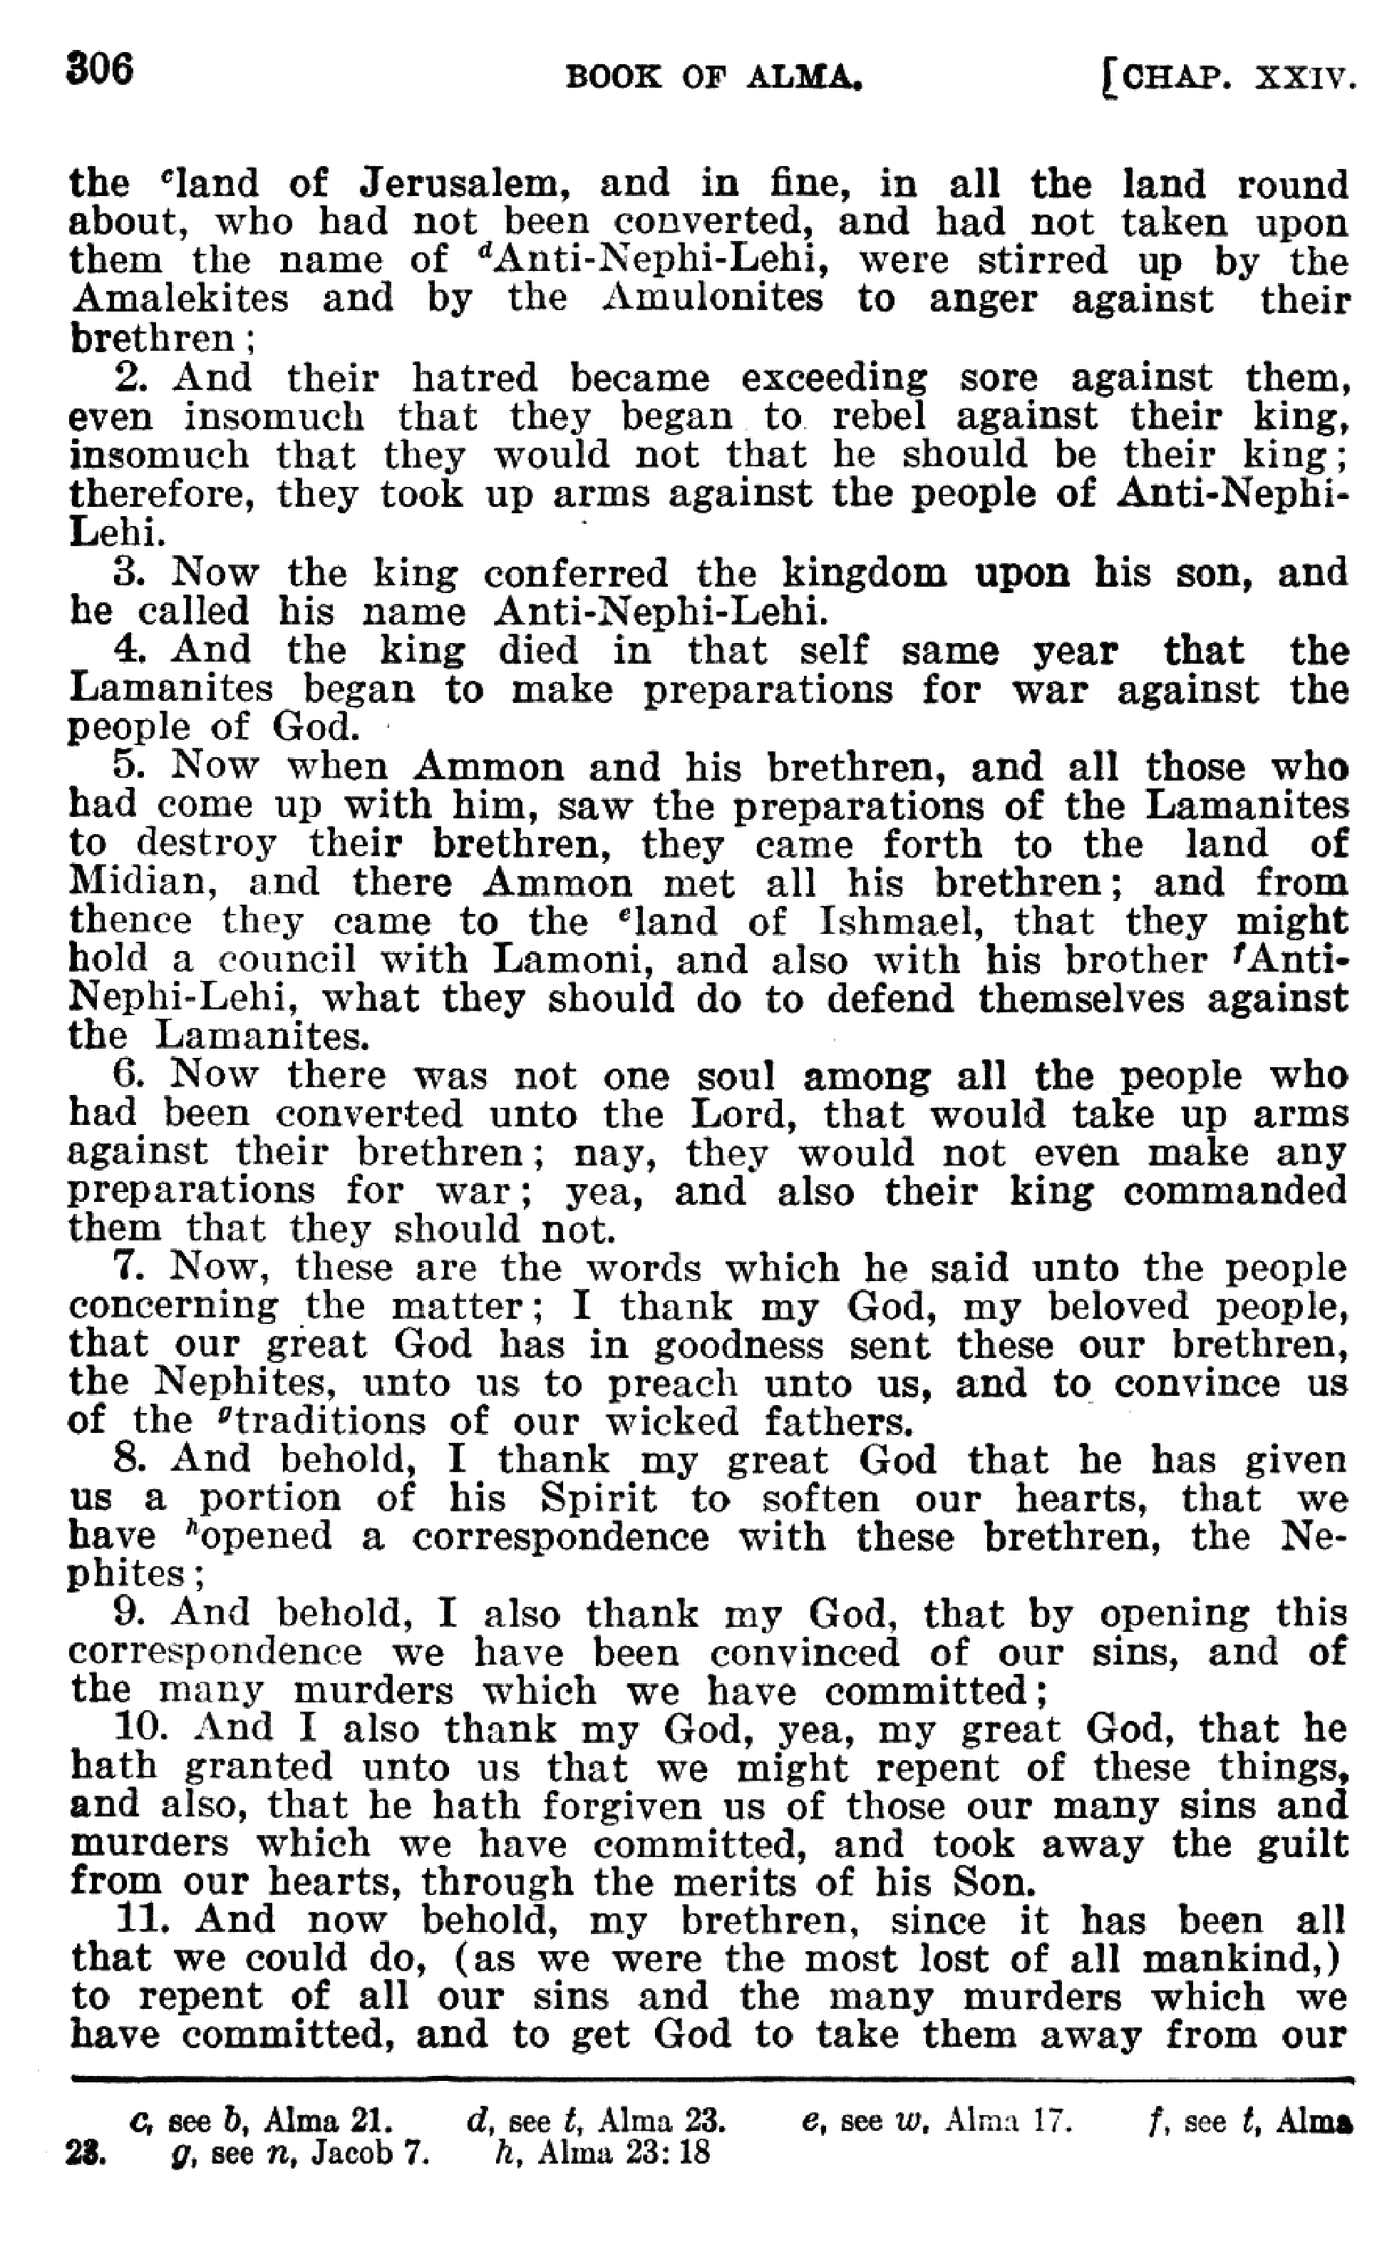 306 BOOK OF ALMA. [CHAP. XXIV.
the ᶜland of Jerusalem, and in fine, in all the land round
about, who had not been converted, and had not taken upon
them the name of ᵈAnti-Nephi-Lehi, were stirred up by the
Amalekites and by the Amulonites to anger against their
brethren;
2. And their hatred became exceeding sore against them,
even insomuch that they began to rebel against their king,
insomuch that they would not that he should be their king;
therefore, they took up arms against the people of Anti-Nephi-
Lehi.
3. Now the king conferred the kingdom upon his son, and
he called his name Anti-Nephi-Lehi.
4. And the king died in that self same year that the
Lamanites began to make preparations for war against the
people of God.
5. Now when Ammon and his brethren, and all those who
had come up with him, saw the preparations of the Lamanites
to destroy their brethren, they came forth to the land of
Midian, and there Ammon met all his brethren; and from
thence they came to the ᵉland of Ishmael, that they might
hold a council with Lamoni, and also with his brother ᶠAnti-
Nephi-Lehi, what they should do to defend themselves against
the Lamanites.
6. Now there was not one soul among all the people who
had been converted unto the Lord, that would take up arms
against their brethren; nay, they would not even make any
preparations for war; yea, and also their king commanded
them that they should not.
7. Now, these are the words which he said unto the people
concerning the matter; I thank my God, my beloved people,
that our great God has in goodness sent these our brethren,
the Nephites, unto us to preach unto us, and to convince us
of the ᵍtraditions of our wicked fathers.
8. And behold, I thank my great God that he has given
us a portion of his Spirit to soften our hearts, that we
have ʰopened a correspondence with these brethren, the Ne-
phites;
9. And behold, I also thank my God, that by opening this
correspondence we have been convinced of our sins, and of
the many murders which we have committed;
10. And I also thank my God, yea, my great God, that he
hath granted unto us that we might repent of these things,
and also, that he hath forgiven us of those our many sins and
murders which we have committed, and took away the guilt
from our hearts, through the merits of his Son.
11. And now behold, my brethren, since it has been all
that we could do, (as we were the most lost of all mankind,)
to repent of all our sins and the many murders which we
have committed, and to get God to take them away from our
c, see b, Alma 21. d, see t, Alma 23. e, see w, Alma 17. f, see t, Alma
23. g, see n, Jacob 7. h, Alma 23: 18